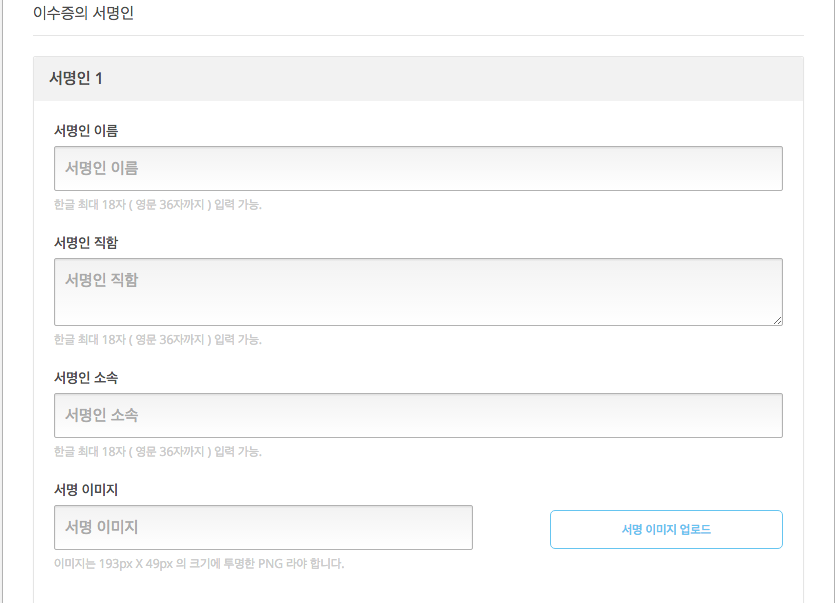 이수증의 서명인
서명인 1
서명인 이름
서명인 이름
한글 최대 18자 ( 영문 36자까지 ) 입력 가능.
서명인 직함
서명인 직함
한글 최대 18자 ( 영문 36자까지 ) 입력 가능.
서명인 소속
서명인 소속
한글 최대 18자 ( 영문 36자까지 ) 입력 가능.
서명 이미지
서명 이미지
서명 이미지 업로드
이미지는 193px X 49px 의 크기에 투명한 PNG 라야 합니다.